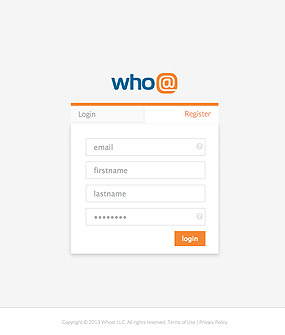 who@
Login Register
email
firstname
lastname
login
Copyright © 2013 Whoat LLC. All rights reserved. Terms of Use | Privacy Policy